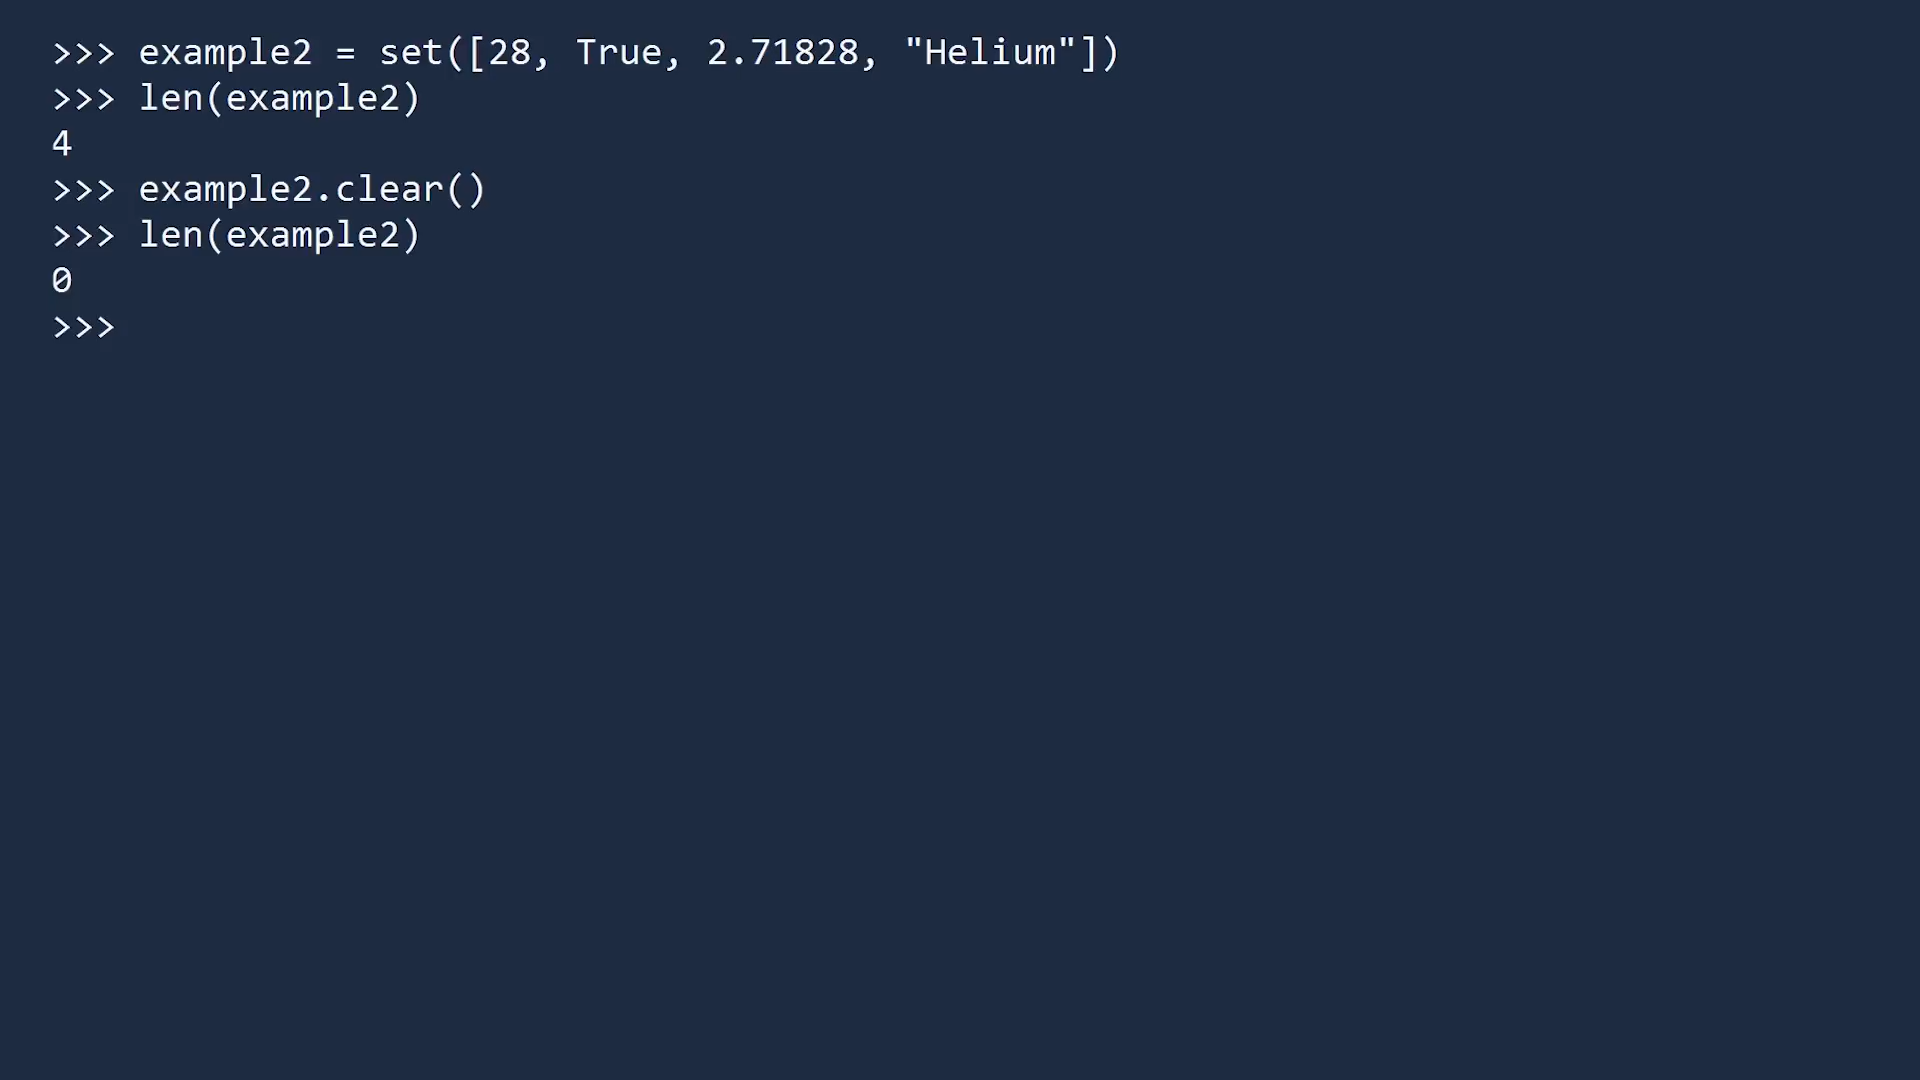 >>> example2 = set([28, True, 2.71828, "Helium"])
>>> len(example2)
4
>>> example2.clear()
>>> len(example2)
0
>>>